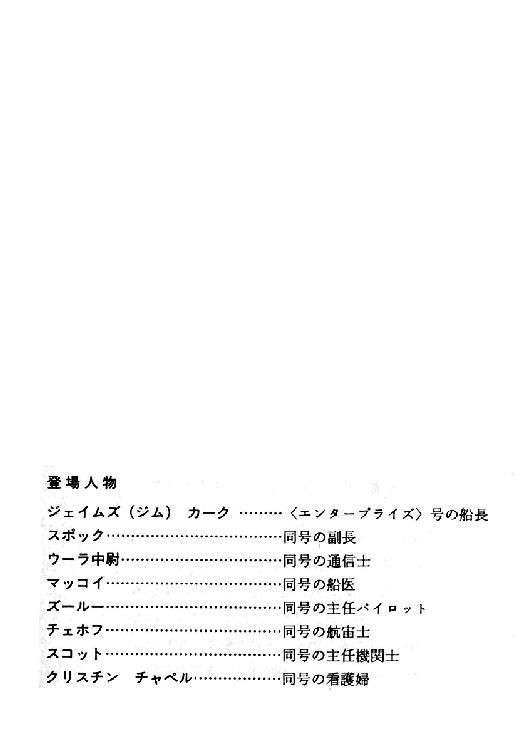 登場人物
ジェイムズ（ジム） カーク ………〈エンタープライズ〉号の船長
スポック………………………………同号の副長
ウーラ中尉……………………………同号の通信士
マッコイ………………………………同号の船医
ズールー………………………………同号の主任パイロット
チェホフ………………………………同号の航宙士
スコット………………………………同号の主任機関士
クリスチン チャペル………………同号の看護婦